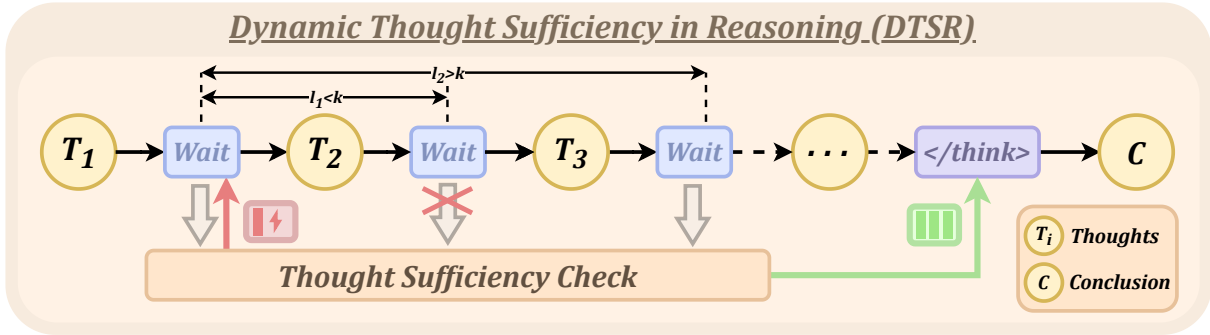 Dynamic Thought Sufficiency in Reasoning (DTSR)
l2>k
l1<k
T1
Wait
T2
Wait
T3
Wait
...
</think>
C
Thought Sufficiency Check
Ti Thoughts
C Conclusion